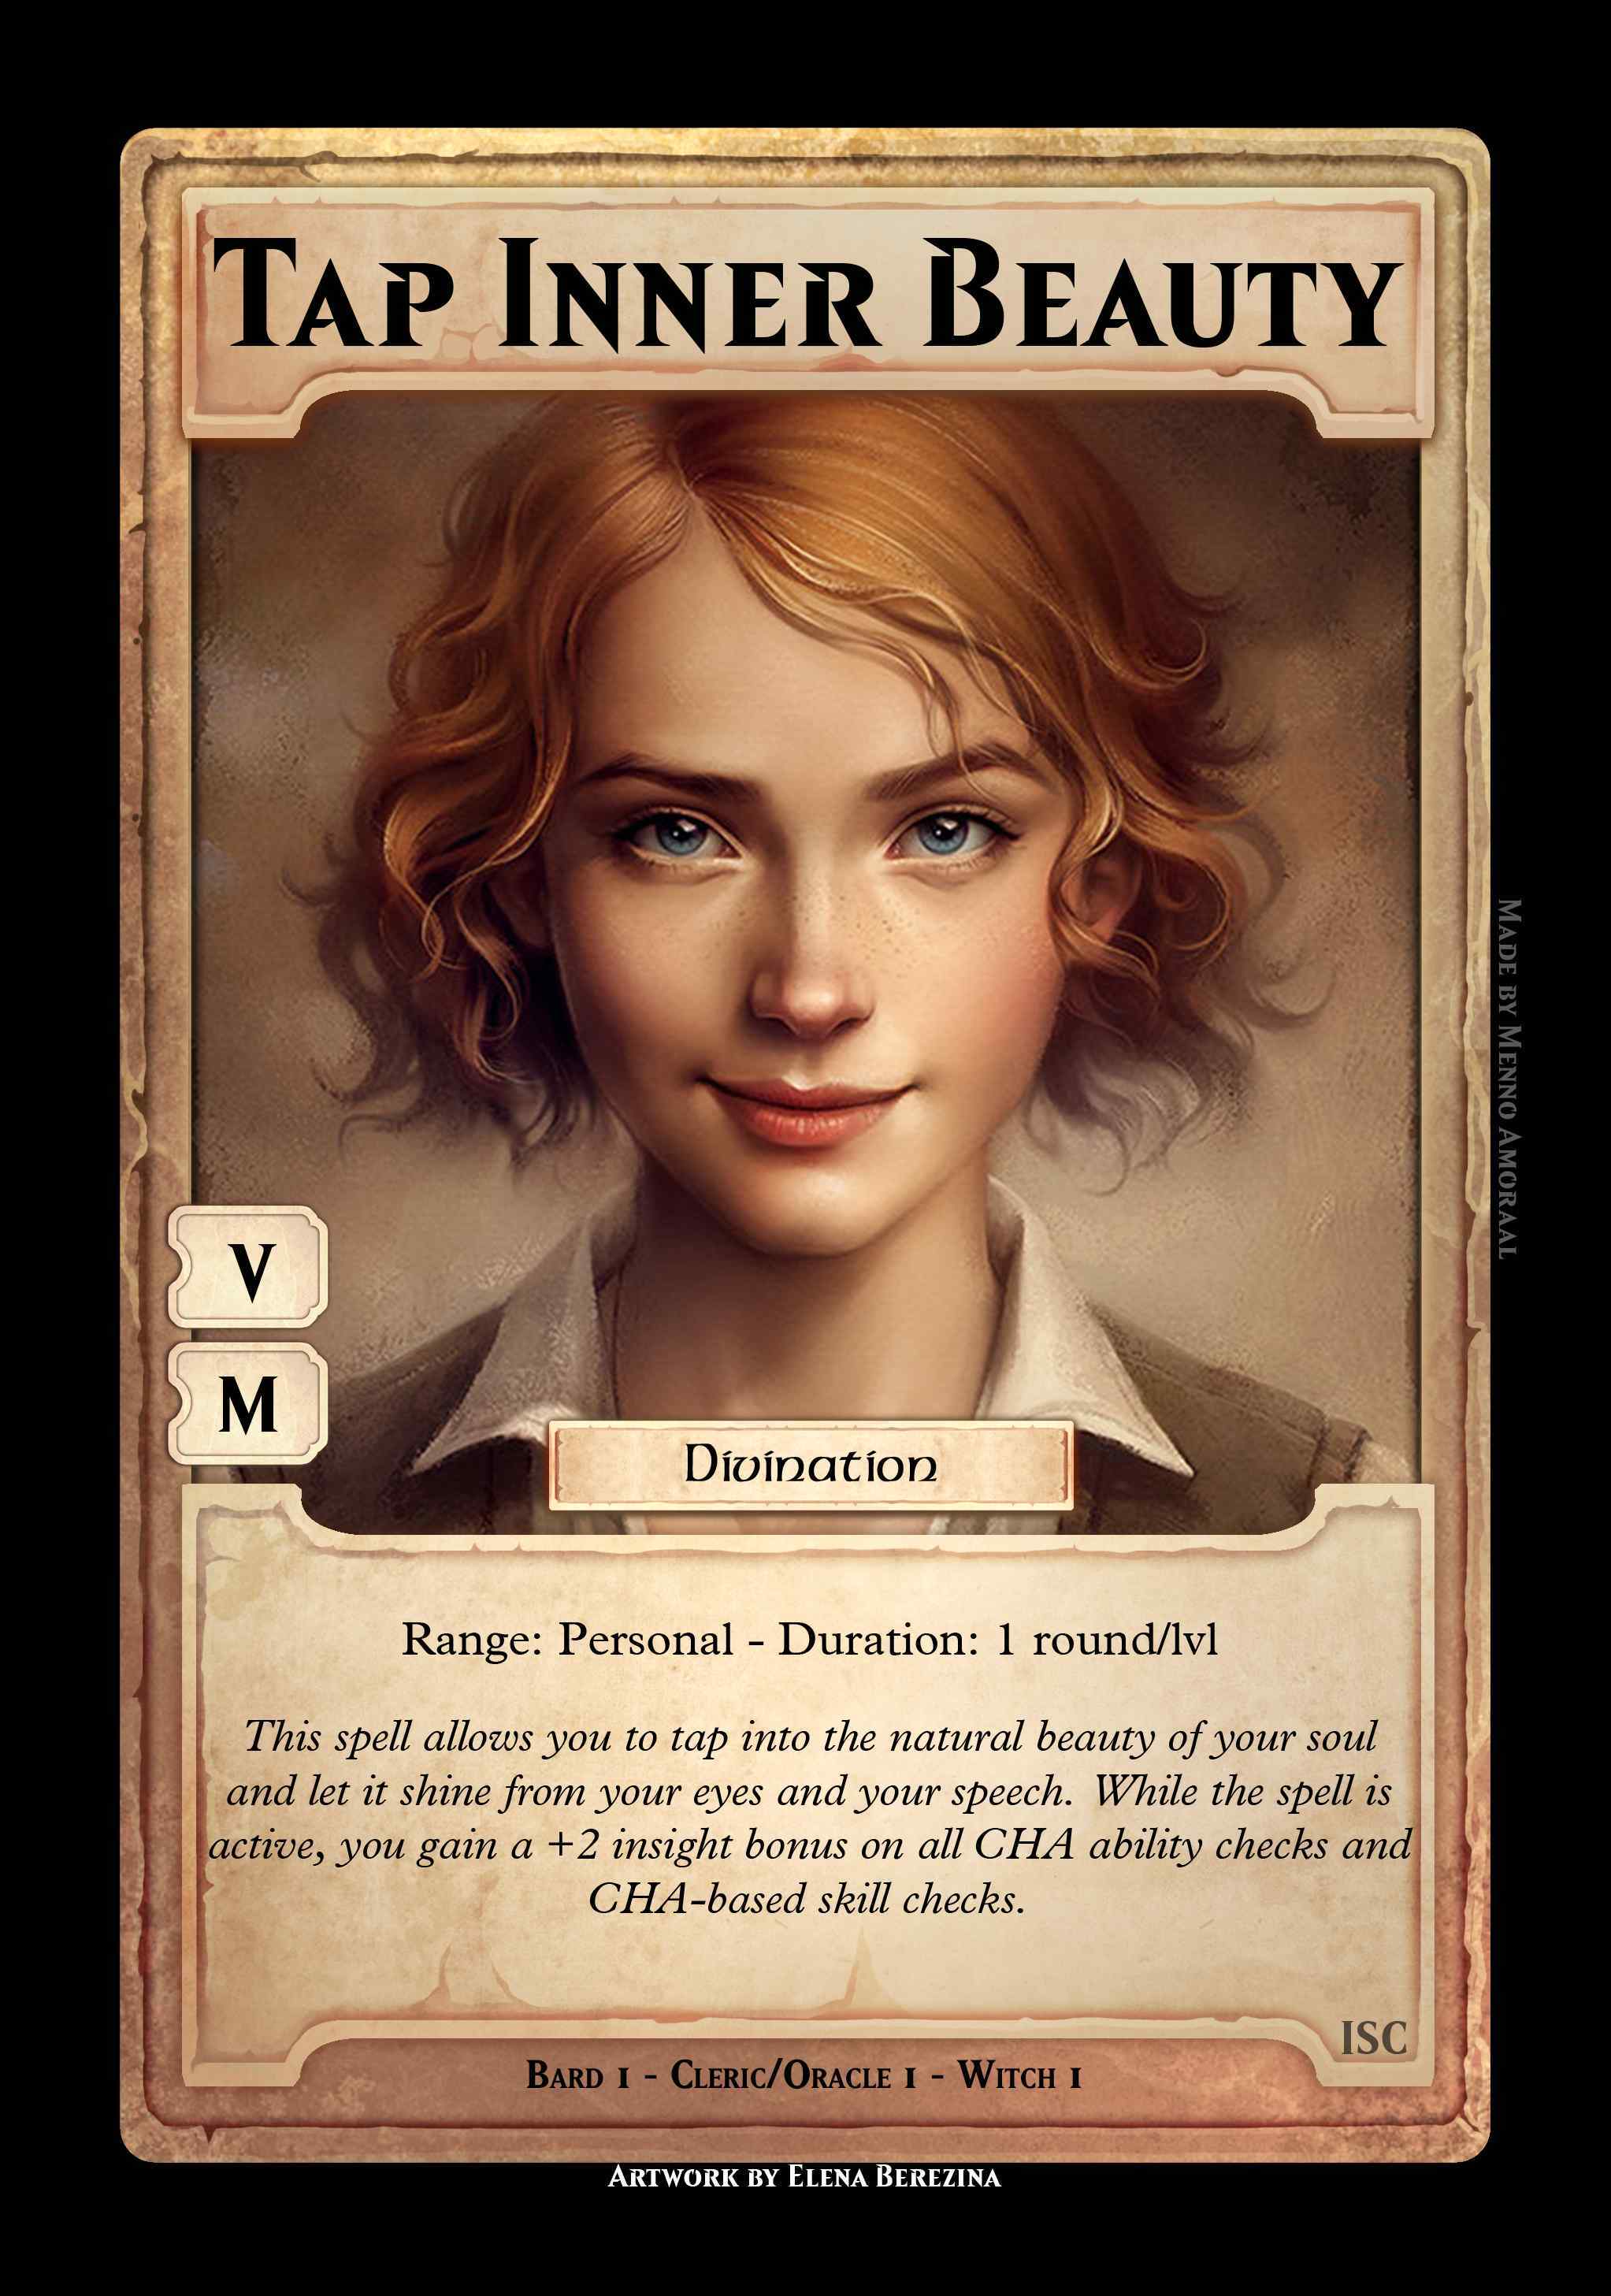 Tap Inner Beauty
Made by Menno Amoraal
V
M
Divination
Range: Personal - Duration: 1 round/lvl
This spell allows you to tap into the natural beauty of your soul
and let it shine from your eyes and your speech. While the spell is
active, you gain a +2 insight bonus on all CHA ability checks and
CHA-based skill checks.
ISC
Bard 1 - Cleric/Oracle 1 - Witch 1
Artwork by Elena Berezina